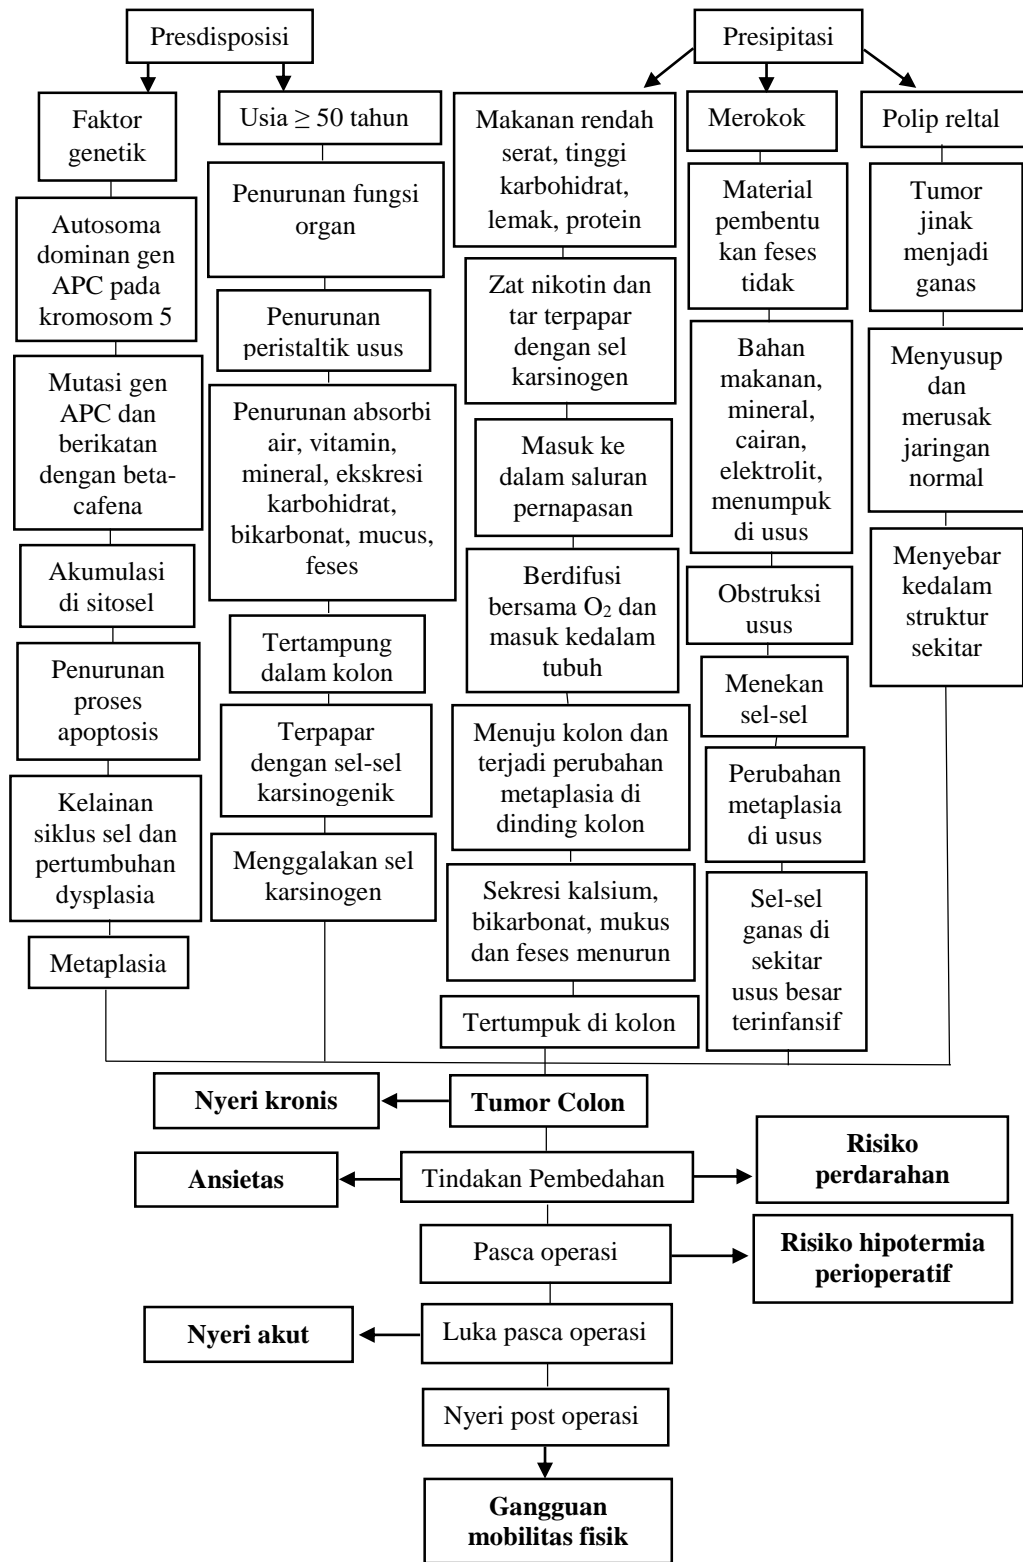 Presdisposisi
Presipitasi
Faktor
genetik
Autosoma
dominan gen
APC pada
kromosom 5
Mutasi gen
APC dan
berikatan
dengan beta-
cafena
Akumulasi
di sitosel
Penurunan
proses
apoptosis
Kelainan
siklus sel dan
pertumbuhan
dysplasia
Metaplasia
Usia ≥ 50 tahun
Penurunan fungsi
organ
Penurunan
peristaltik usus
Penurunan absorbi
air, vitamin,
mineral, ekskresi
karbohidrat,
bikarbonat, mucus,
feses
Tertampung
dalam kolon
Terpapar
dengan sel-sel
karsinogenik
Menggalakan sel
karsinogen
Makanan rendah
serat, tinggi
karbohidrat,
lemak, protein
Zat nikotin dan
tar terpapar
dengan sel
karsinogen
Masuk ke
dalam saluran
pernapasan
Berdifusi
bersama O₂ dan
masuk kedalam
tubuh
Menuju kolon dan
terjadi perubahan
metaplasia di
dinding kolon
Sekresi kalsium,
bikarbonat, mukus
dan feses menurun
Tertumpuk di kolon
Merokok
Material
pembentu
kan feses
tidak
Bahan
makanan,
mineral,
cairan,
elektrolit,
menumpuk
di usus
Obstruksi
usus
Menekan
sel-sel
Perubahan
metaplasia
di usus
Sel-sel
ganas di
sekitar
usus besar
terinfansif
Polip reltal
Tumor
jinak
menjadi
ganas
Menyusup
dan
merusak
jaringan
normal
Menyebar
kedalam
struktur
sekitar
Nyeri kronis
Tumor Colon
Ansietas
Tindakan Pembedahan
Risiko
perdarahan
Pasca operasi
Risiko hipotermia
perioperatif
Nyeri akut
Luka pasca operasi
Nyeri post operasi
Gangguan
mobilitas fisik